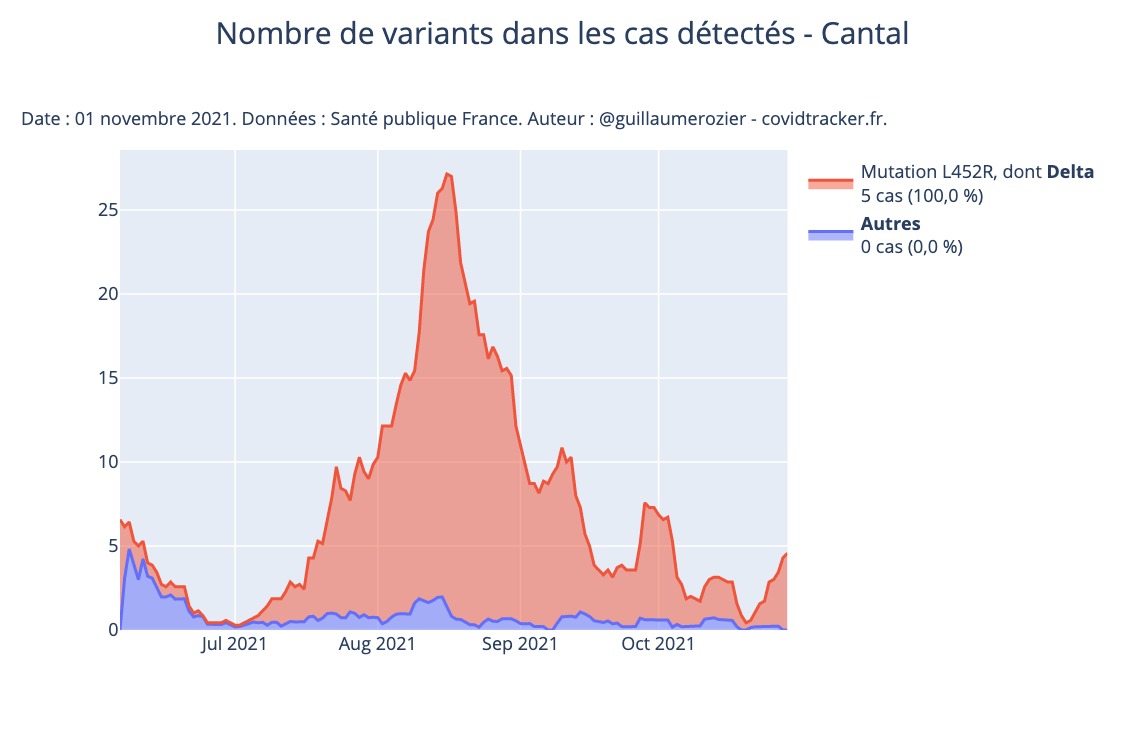 Nombre de variants dans les cas détectés - Cantal
Date : 01 novembre 2021. Données : Santé publique France. Auteur : @guillaumerozier - covidtracker.fr.
Mutation L452R, dont Delta
5 cas (100,0 %)
Autres
0 cas (0,0 %)
25
20
15
10
5
0
Jul 2021
Aug 2021
Sep 2021
Oct 2021